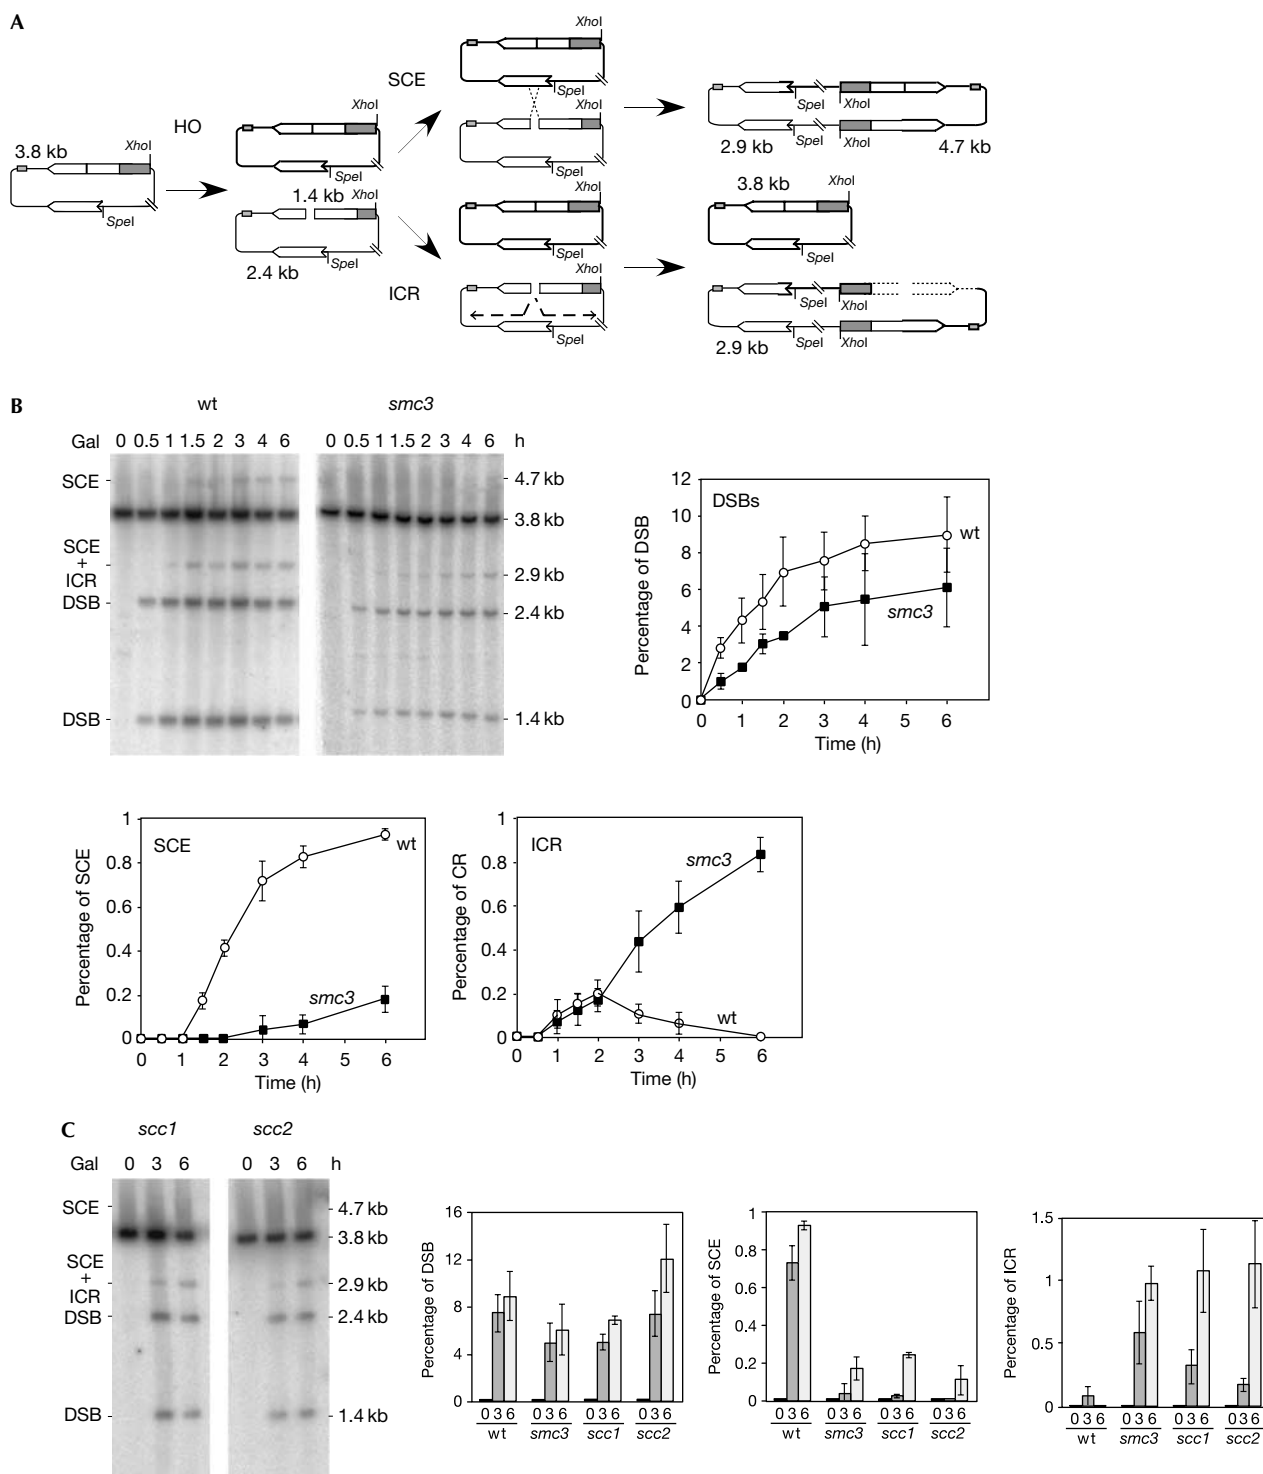 A
XhoI
SCE
SpeI
XhoI
SpeI
XhoI
HO
XhoI
3.8 kb
SpeI
2.9 kb
4.7 kb
XhoI
SpeI
1.4 kb
XhoI
SpeI
2.4 kb
SpeI
XhoI
SpeI
3.8 kb
XhoI
SpeI
ICR
XhoI
SpeI
SpeI
XhoI
2.9 kb
SpeI
XhoI
B
wt
smc3
Gal
0 0.5 1 1.5 2 3 4 6
0 0.5 1 1.5 2 3 4 6 h
SCE
4.7 kb
3.8 kb
SCE
+
ICR
2.9 kb
DSB
2.4 kb
DSB
1.4 kb
Percentage of DSB
DSBs
12
10
8
6
4
2
0
wt
smc3
0 1 2 3 4 5 6
Time (h)
Percentage of SCE
SCE
1
0.8
0.6
0.4
0.2
0
wt
smc3
0 1 2 3 4 5 6
Time (h)
Percentage of CR
ICR
1
0.8
0.6
0.4
0.2
0
smc3
wt
0 1 2 3 4 5 6
Time (h)
C
scc1
scc2
Gal
0 3 6
0 3 6 h
SCE
4.7 kb
3.8 kb
SCE
+
ICR
2.9 kb
DSB
2.4 kb
DSB
1.4 kb
Percentage of DSB
16
12
8
4
0
0 3 6 0 3 6 0 3 6 0 3 6
wt smc3 scc1 scc2
Percentage of SCE
1
0.8
0.6
0.4
0.2
0
0 3 6 0 3 6 0 3 6 0 3 6
wt smc3 scc1 scc2
Percentage of ICR
1.5
1
0.5
0
0 3 6 0 3 6 0 3 6 0 3 6
wt smc3 scc1 scc2